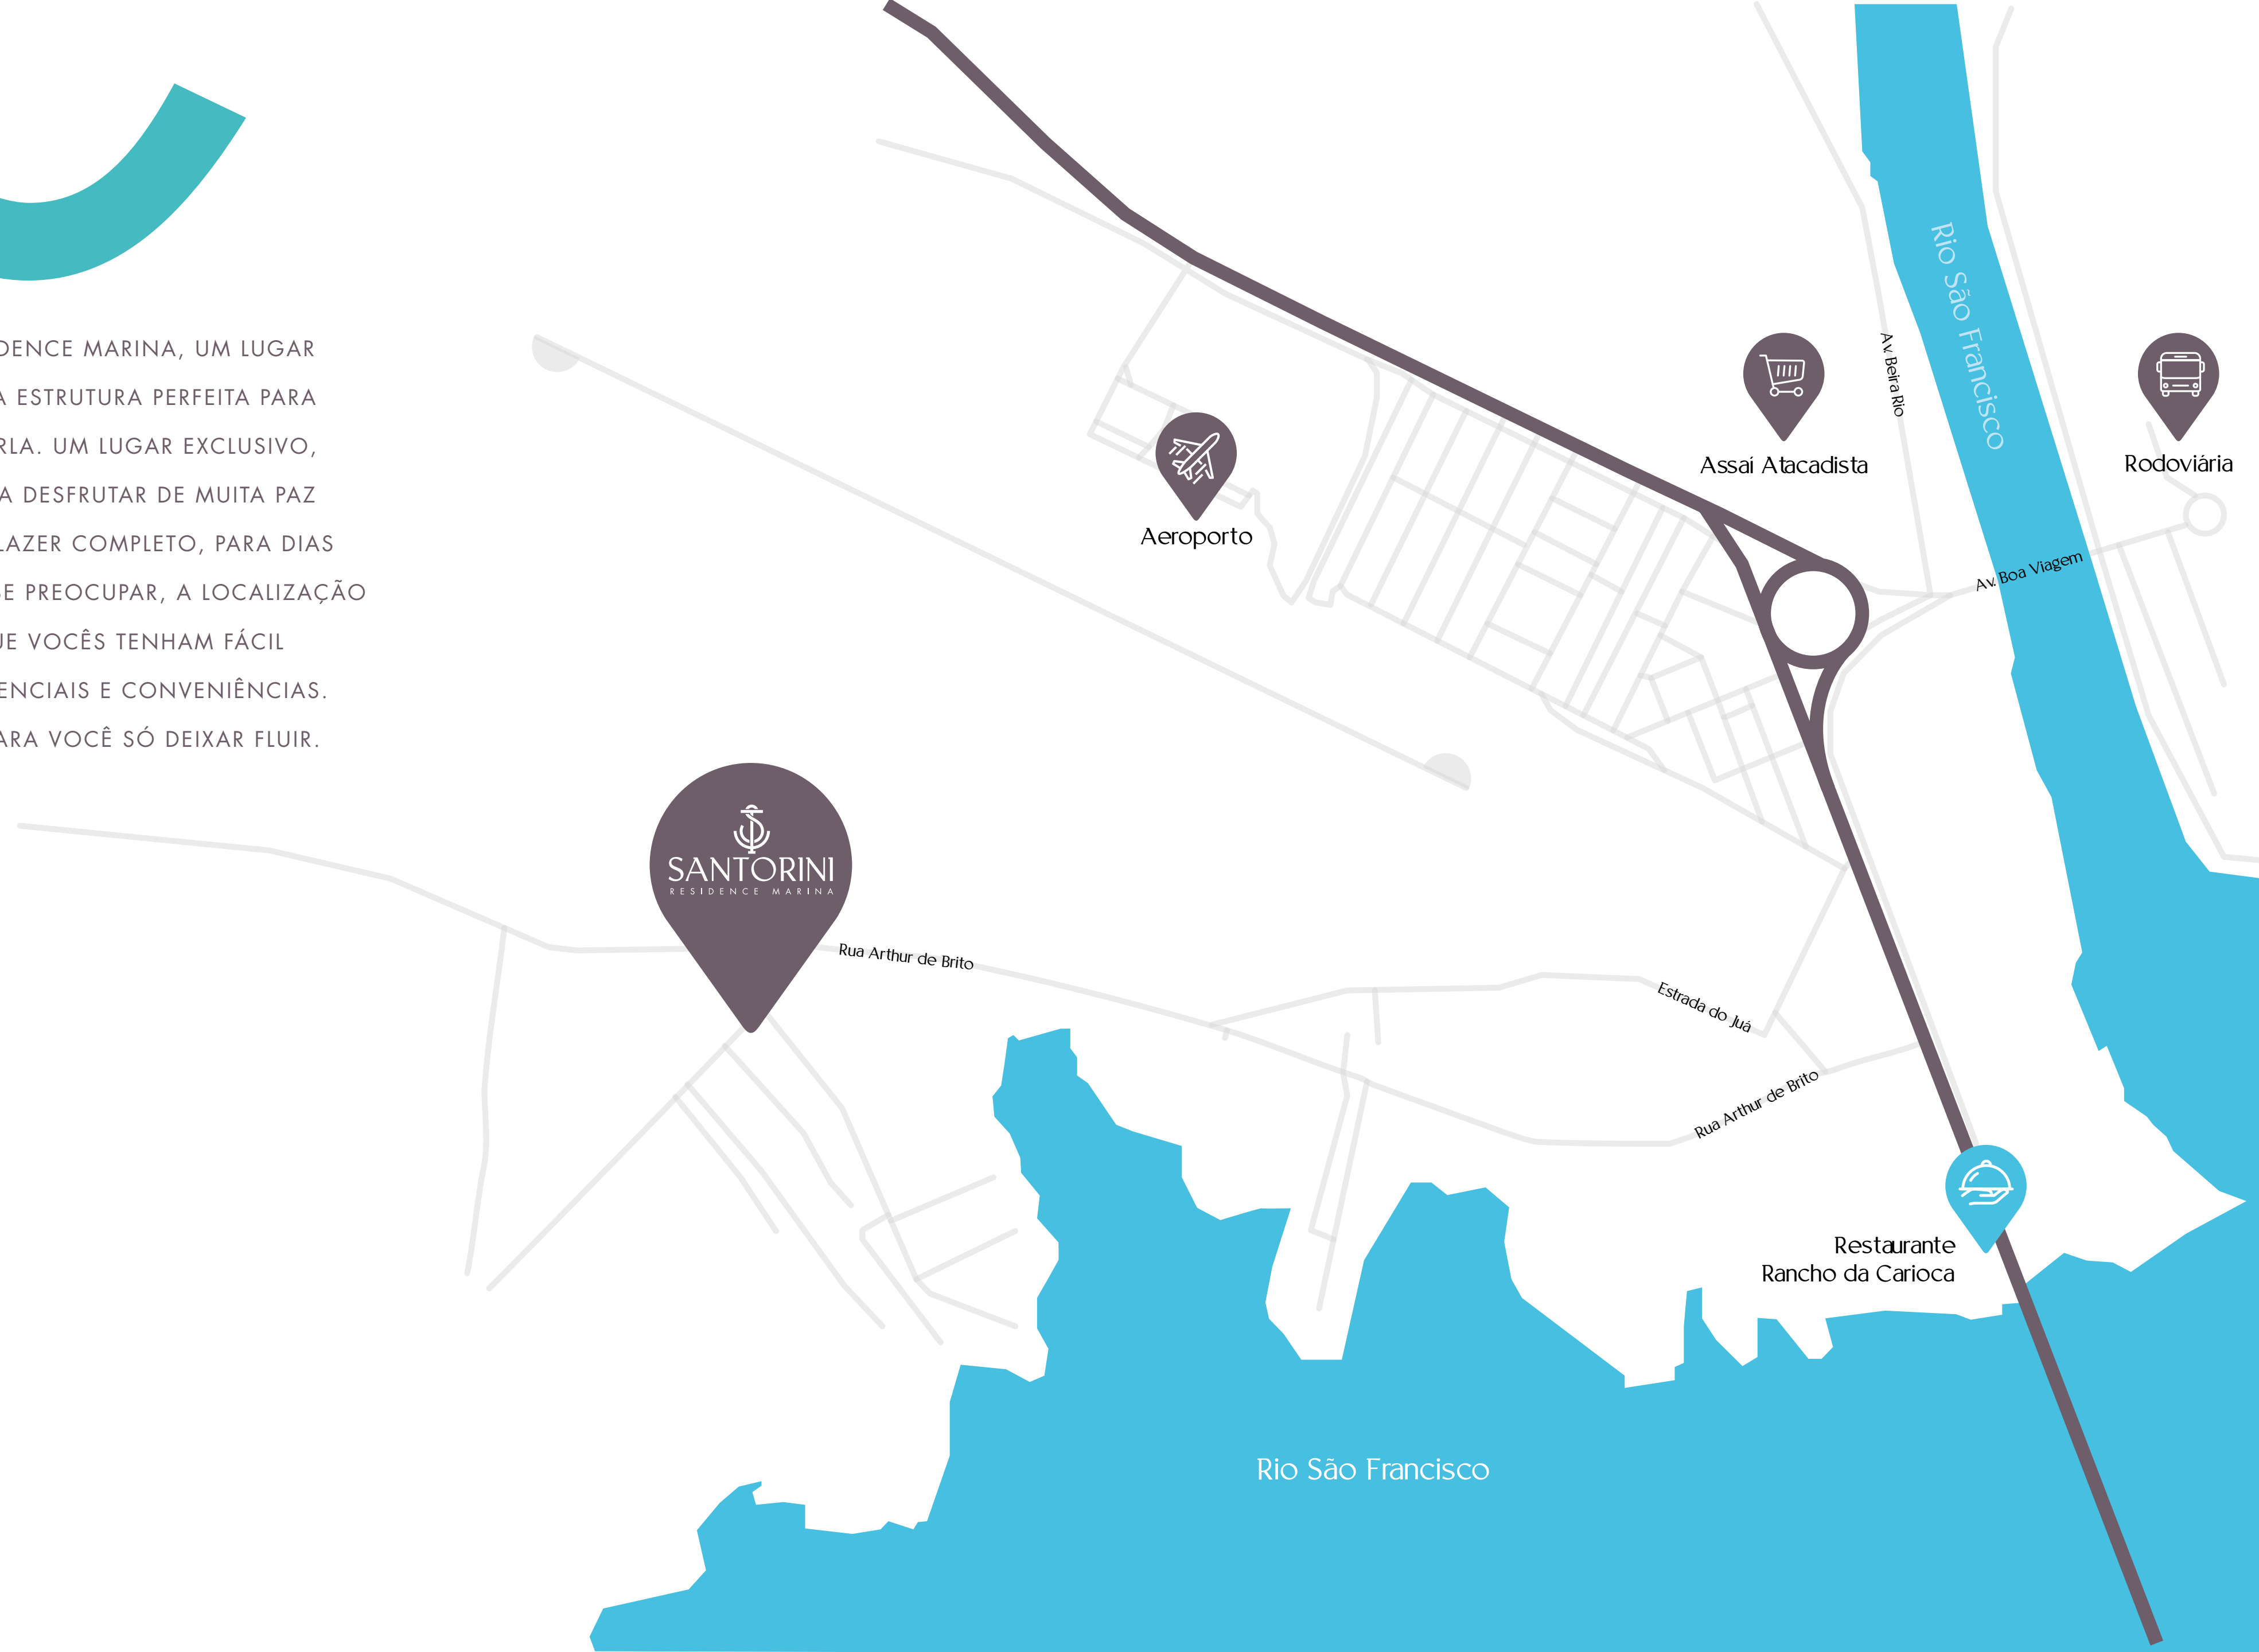 DENCE MARINA, UM LUGAR
A ESTRUTURA PERFEITA PARA
RLA. UM LUGAR EXCLUSIVO,
A DESFRUTAR DE MUITA PAZ
LAZER COMPLETO, PARA DIAS
SE PREOCUPAR, A LOCALIZAÇÃO
UE VOCÊS TENHAM FÁCIL
ENCIAIS E CONVENIÊNCIAS.
ARA VOCÊ SÓ DEIXAR FLUIR.
SANTORINI
RESIDENCE MARINA
Rua Arthur de Brito
Aeroporto
Assaí Atacadista
Av. Beira Rio
Rio São Francisco
Rodoviária
Av. Boa Viagem
Estrada do Juá
Rua Arthur de Brito
Restaurante
Rancho da Carioca
Rio São Francisco